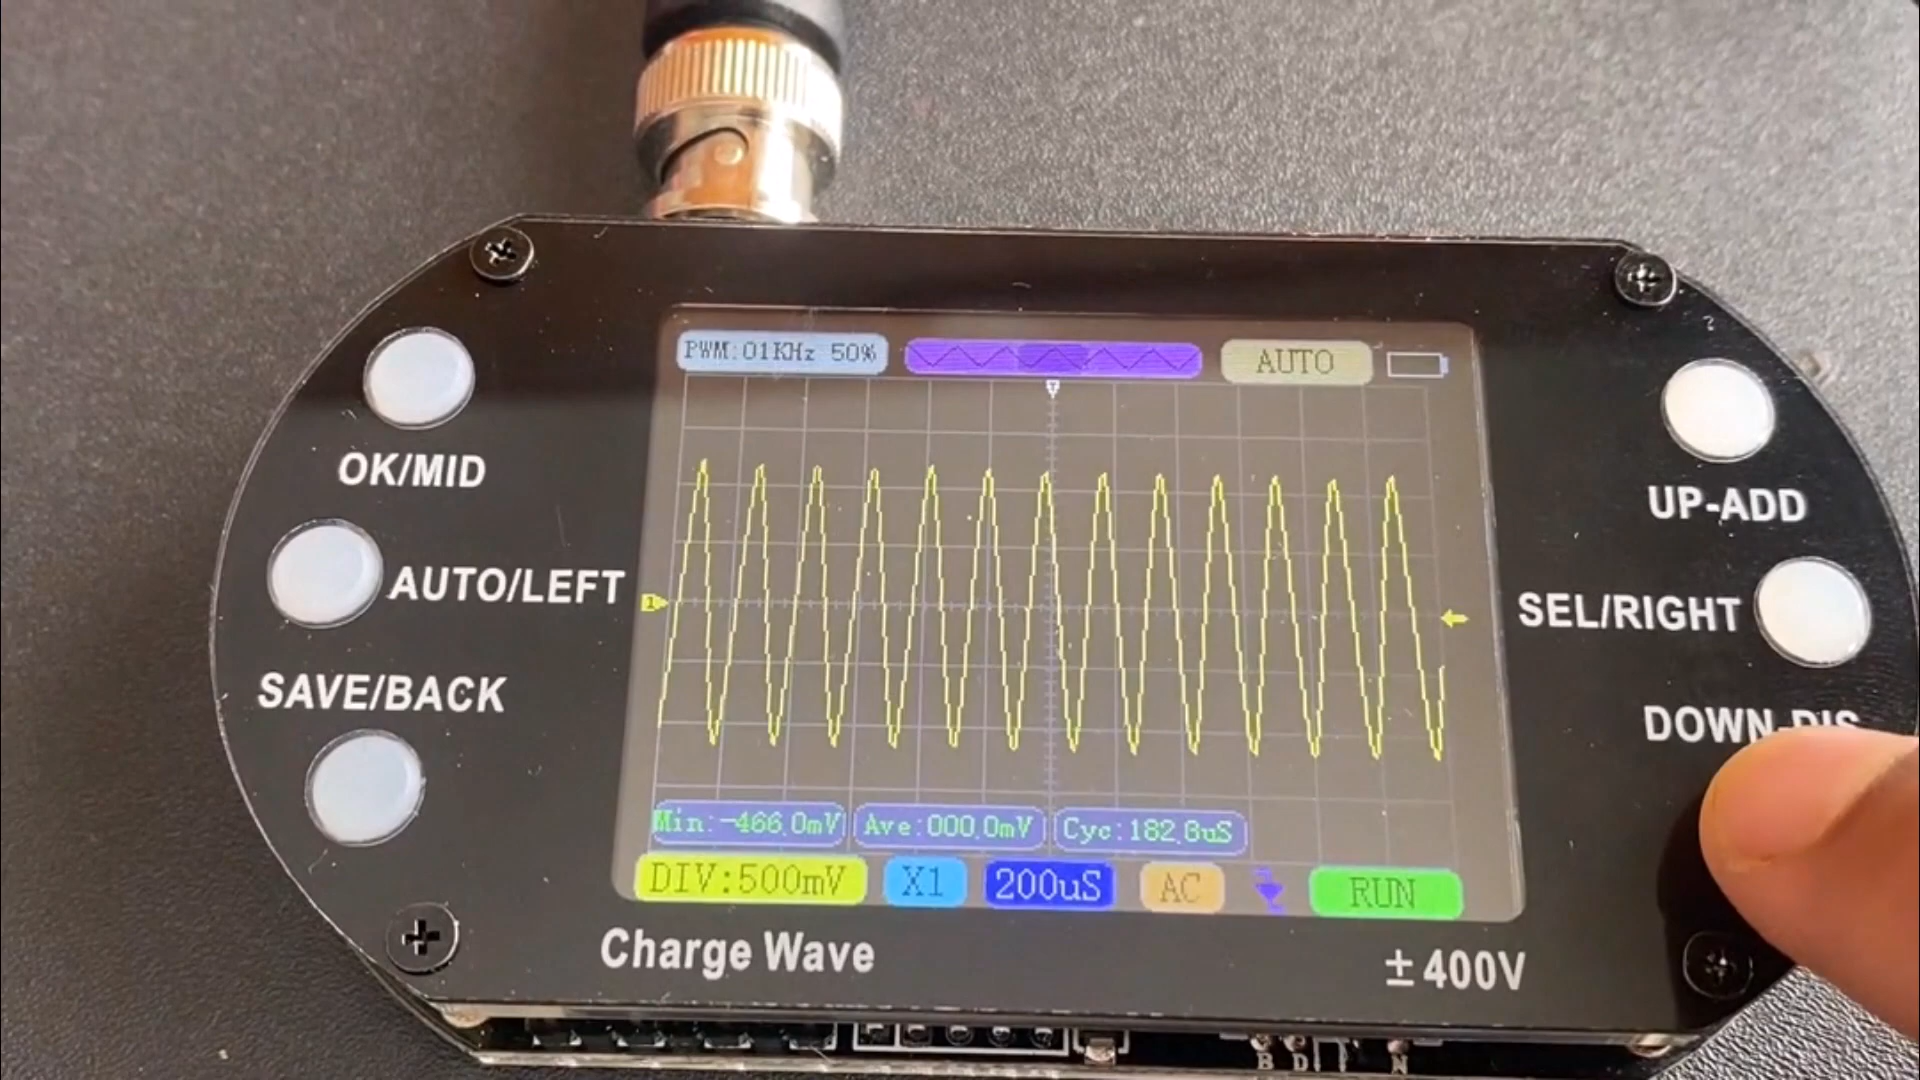 PWM:01KHz 50%
AUTO
T
OK/MID
UP-ADD
AUTO/LEFT
1
SEL/RIGHT
SAVE/BACK
DOWN-DIS
Min:-466.0mV
Ave:000.0mV
Cyc:182.8uS
DIV:500mV
X1
200uS
AC
RUN
Charge Wave
±400V
B
D
N